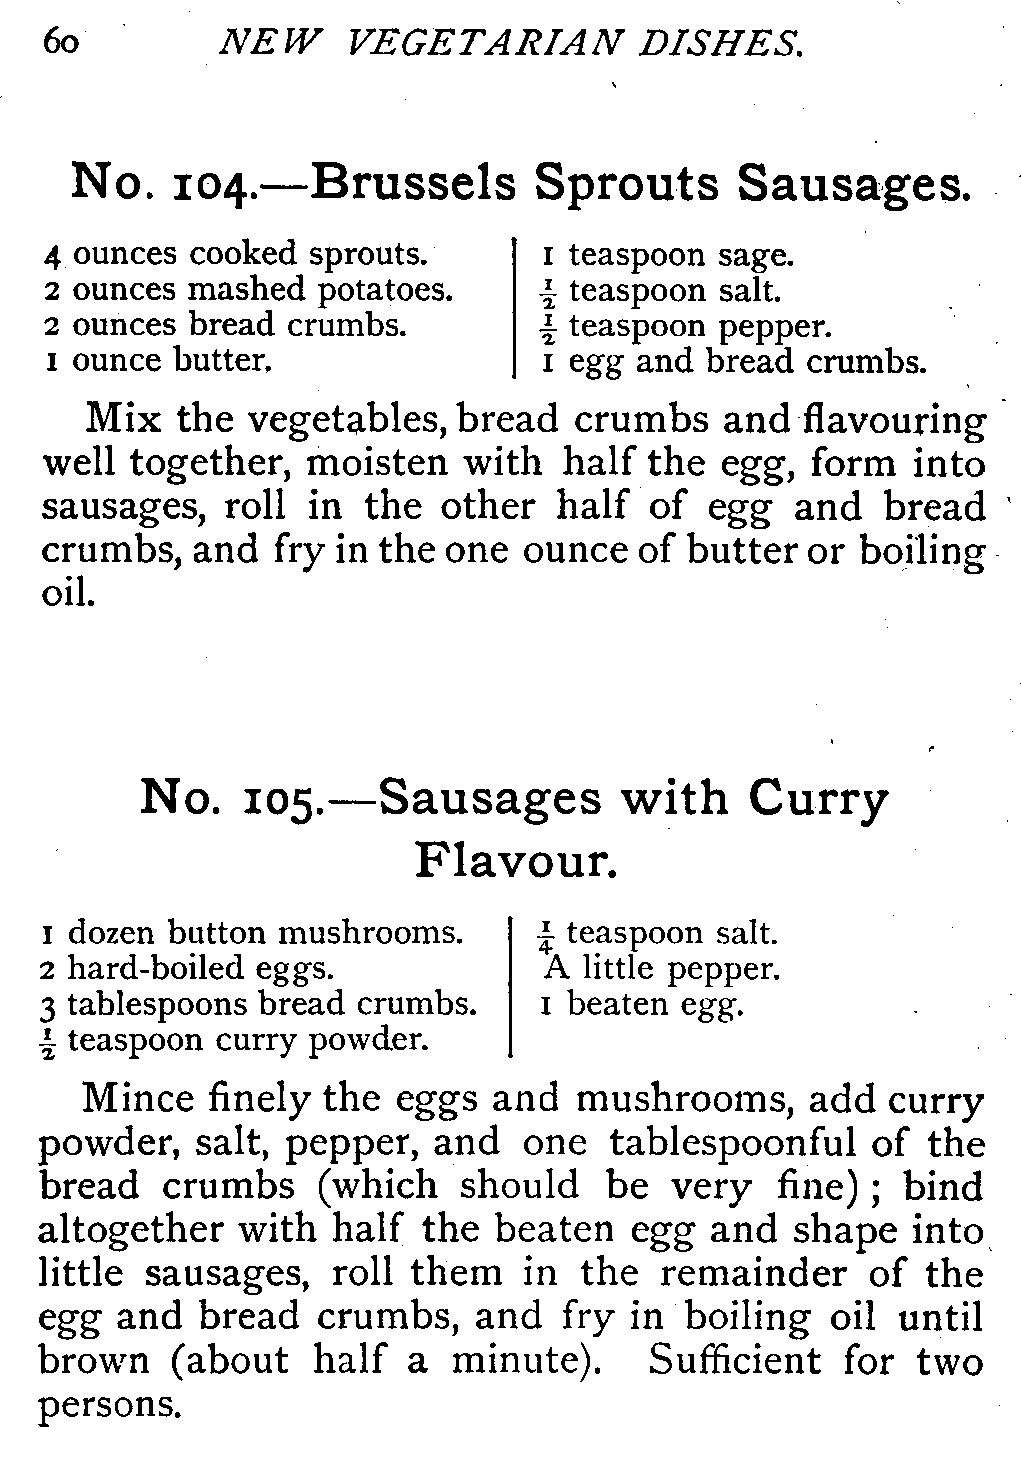 60 NEW VEGETARIAN DISHES.
No. 104.—Brussels Sprouts Sausages.
4 ounces cooked sprouts.
2 ounces mashed potatoes.
2 ounces bread crumbs.
1 ounce butter.
1 teaspoon sage.
½ teaspoon salt.
½ teaspoon pepper.
1 egg and bread crumbs.
Mix the vegetables, bread crumbs and flavouring
well together, moisten with half the egg, form into
sausages, roll in the other half of egg and bread
crumbs, and fry in the one ounce of butter or boiling
oil.
No. 105.—Sausages with Curry
Flavour.
1 dozen button mushrooms.
2 hard-boiled eggs.
3 tablespoons bread crumbs.
½ teaspoon curry powder.
¼ teaspoon salt.
A little pepper.
1 beaten egg.
Mince finely the eggs and mushrooms, add curry
powder, salt, pepper, and one tablespoonful of the
bread crumbs (which should be very fine) ; bind
altogether with half the beaten egg and shape into
little sausages, roll them in the remainder of the
egg and bread crumbs, and fry in boiling oil until
brown (about half a minute). Sufficient for two
persons.